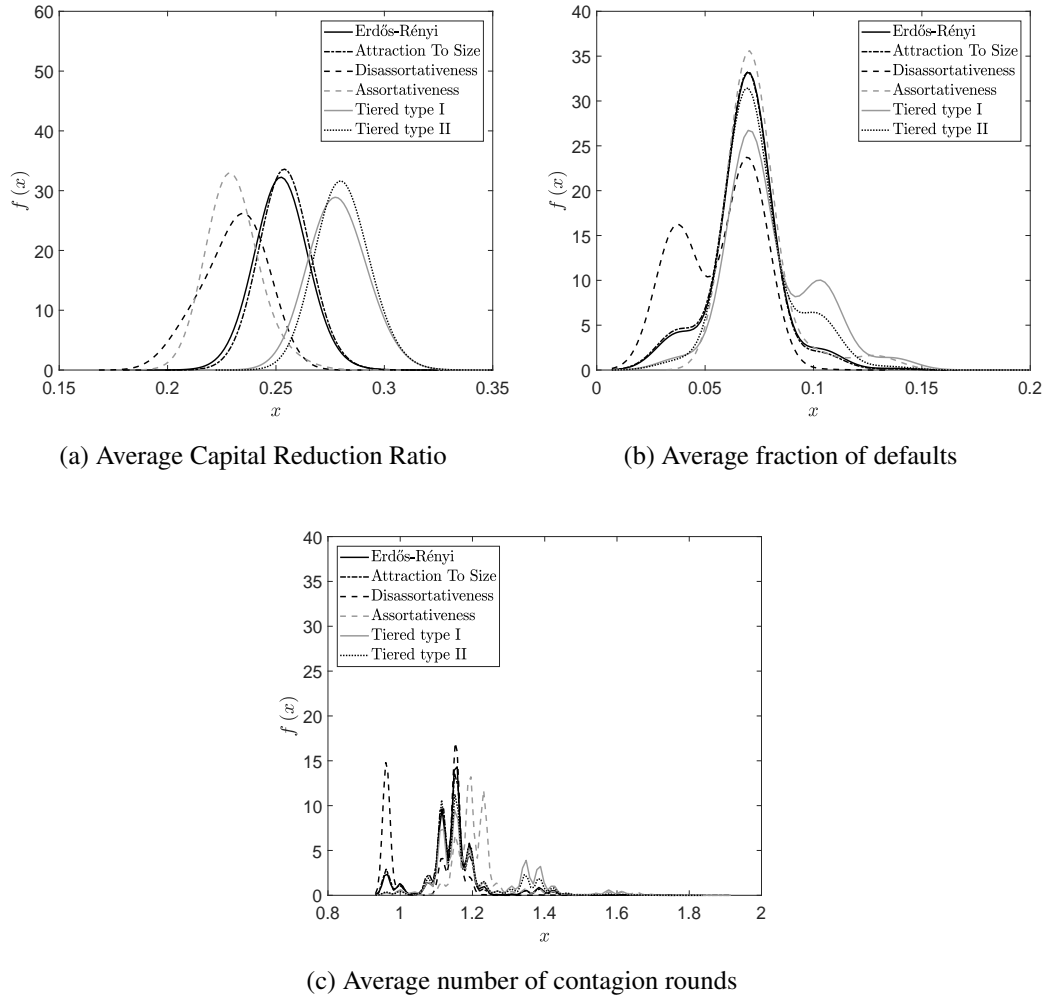 60
50
40
30
20
10
0
f (x)
0.15
0.2
0.25
0.3
0.35
x
Erdős-Rényi
Attraction To Size
Disassortativeness
Assortativeness
Tiered type I
Tiered type II
(a) Average Capital Reduction Ratio
40
35
30
25
20
15
10
5
0
f (x)
0
0.05
0.1
0.15
0.2
x
Erdős-Rényi
Attraction To Size
Disassortativeness
Assortativeness
Tiered type I
Tiered type II
(b) Average fraction of defaults
40
35
30
25
20
15
10
5
0
f (x)
0.8
1
1.2
1.4
1.6
1.8
2
x
Erdős-Rényi
Attraction To Size
Disassortativeness
Assortativeness
Tiered type I
Tiered type II
(c) Average number of contagion rounds